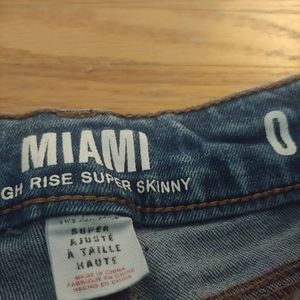 MIAMI
0
GH RISE SUPER SKINNY
SUPER
AJUSTÉ
À TAILLE
HAUTE
MADE IN CHINA
FABRIQUÉ EN CHINE
HECHO EN CHINA